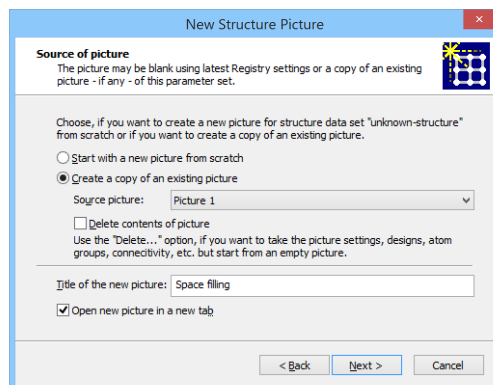 New Structure Picture
Source of picture
The picture may be blank using latest Registry settings or a copy of an existing
picture - if any - of this parameter set.
Choose, if you want to create a new picture for structure data set "unknown-structure"
from scratch or if you want to create a copy of an existing picture.
Start with a new picture from scratch
Create a copy of an existing picture
Source picture: Picture 1
Delete contents of picture
Use the "Delete..." option, if you want to take the picture settings, designs, atom
groups, connectivity, etc. but start from an empty picture.
Title of the new picture: Space filling
Open new picture in a new tab
< Back Next > Cancel